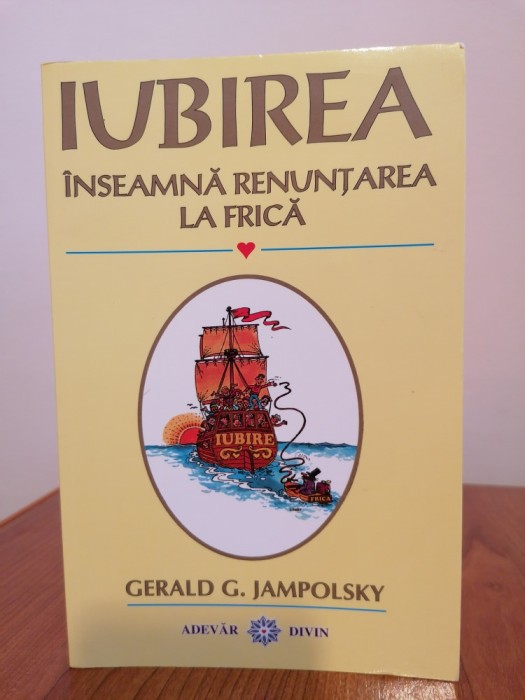 IUBIREA
ÎNSEAMNĂ RENUNȚAREA
LA FRICĂ
IUBIRE
FRICA
GERALD G. JAMPOLSKY
ADEVĂR DIVIN